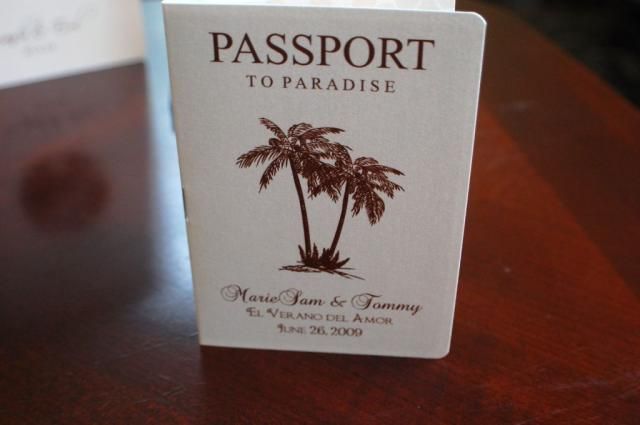 PASSPORT
TO PARADISE
MarieSam & Tommy
El Verano del Amor
June 26, 2009